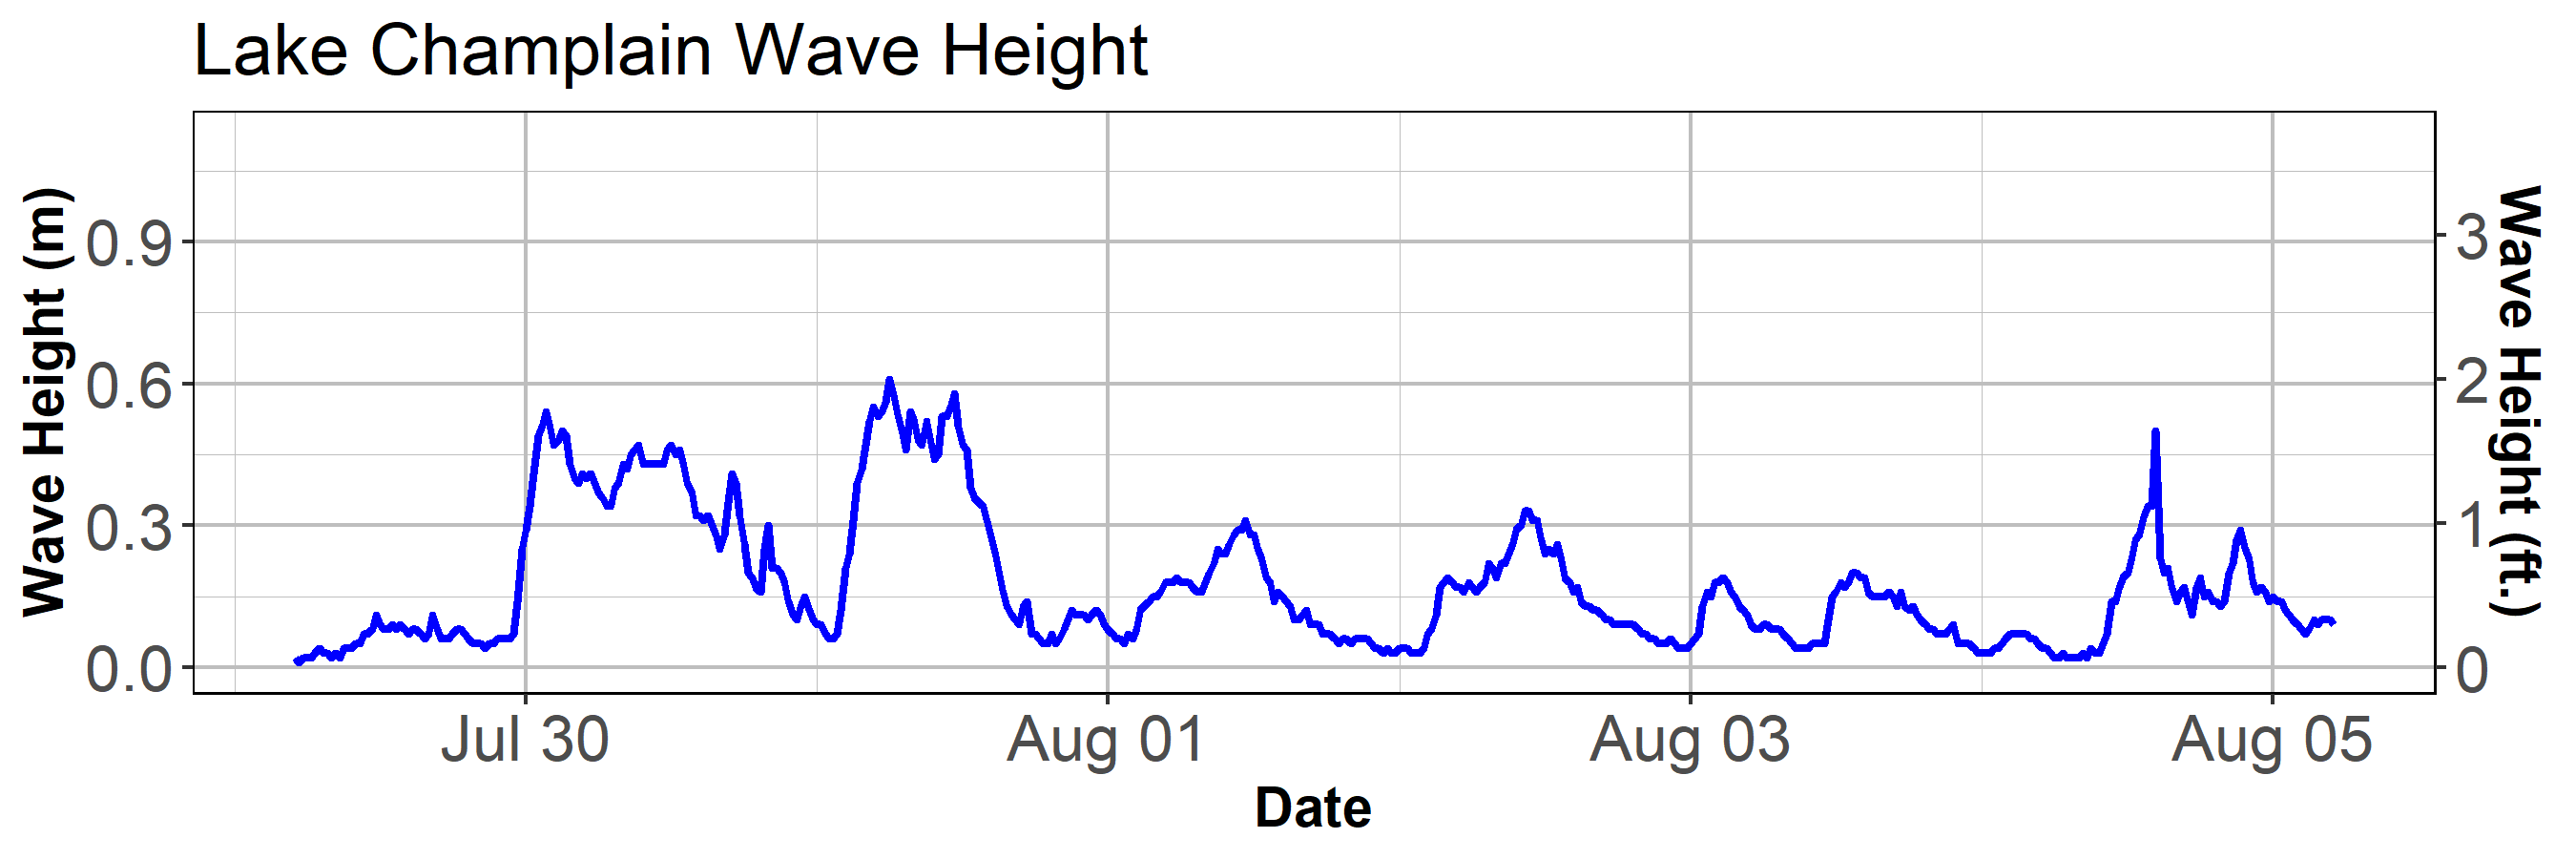 Lake Champlain Wave Height
Wave Height (m)
0.9
0.6
0.3
0.0
3
2
1
0
Wave Height (ft.)
Jul 30
Aug 01
Aug 03
Aug 05
Date